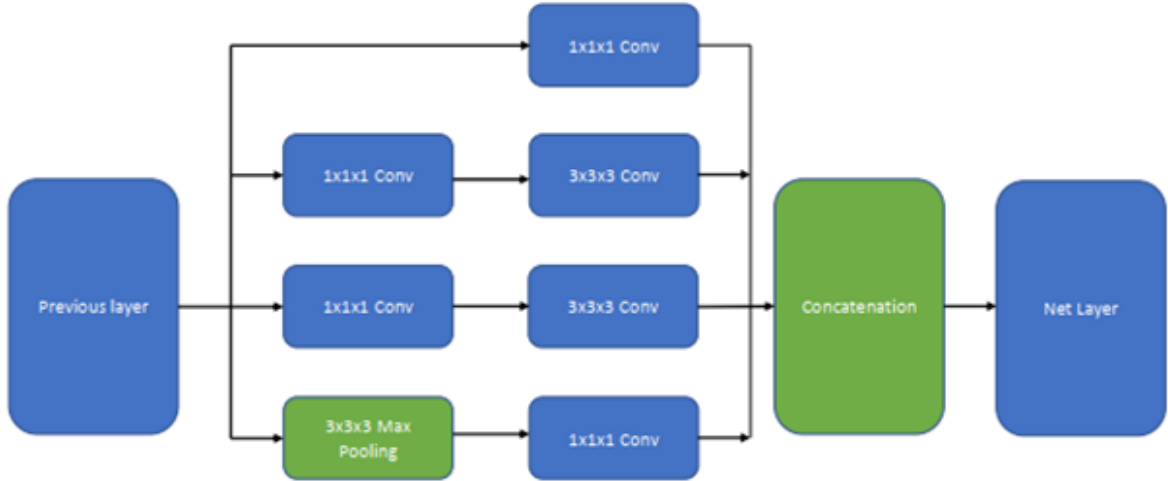 1x1x1 Conv
1x1x1 Conv
3x3x3 Conv
Previous layer
1x1x1 Conv
3x3x3 Conv
Concatenation
Net Layer
3x3x3 Max
Pooling
1x1x1 Conv